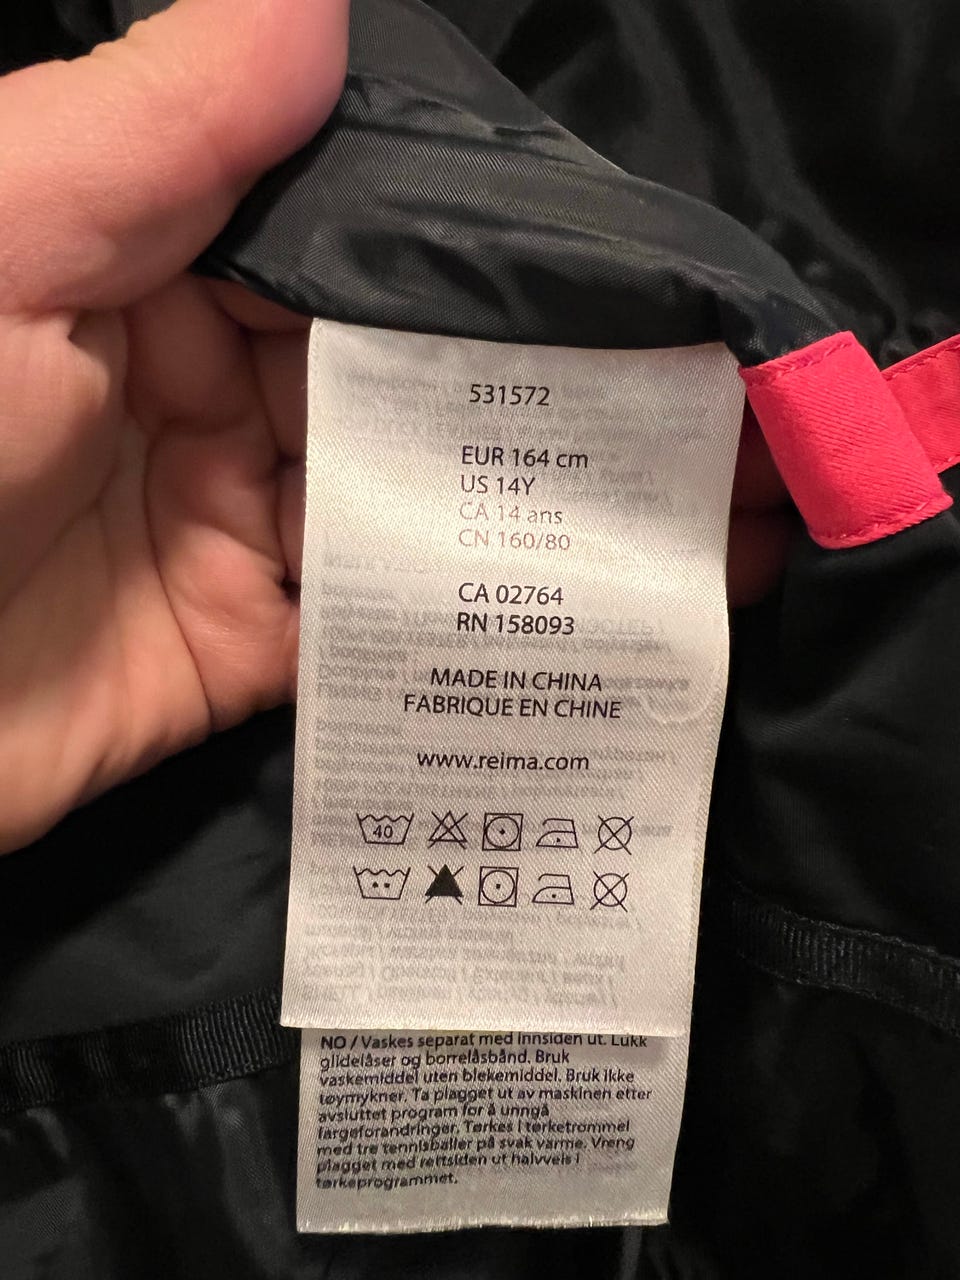 531572
EUR 164 cm
US 14Y
CA 14 ans
CN 160/80
CA 02764
RN 158093
MADE IN CHINA
FABRIQUE EN CHINE
www.reima.com
40
NO / Vaskes separat med innsiden ut. Lukk
glidelåser og borrelåsbånd. Bruk
vaskemiddel uten blekemiddel. Bruk ikke
tøymykner. Ta plagget ut av maskinen etter
avsluttet program for å unngå
fargeforandringer. Tørkes i tørketrommel
med tre tennisballer på svak varme. Vreng
plagget med rettsiden ut halvveis i
tørkeprogrammet.